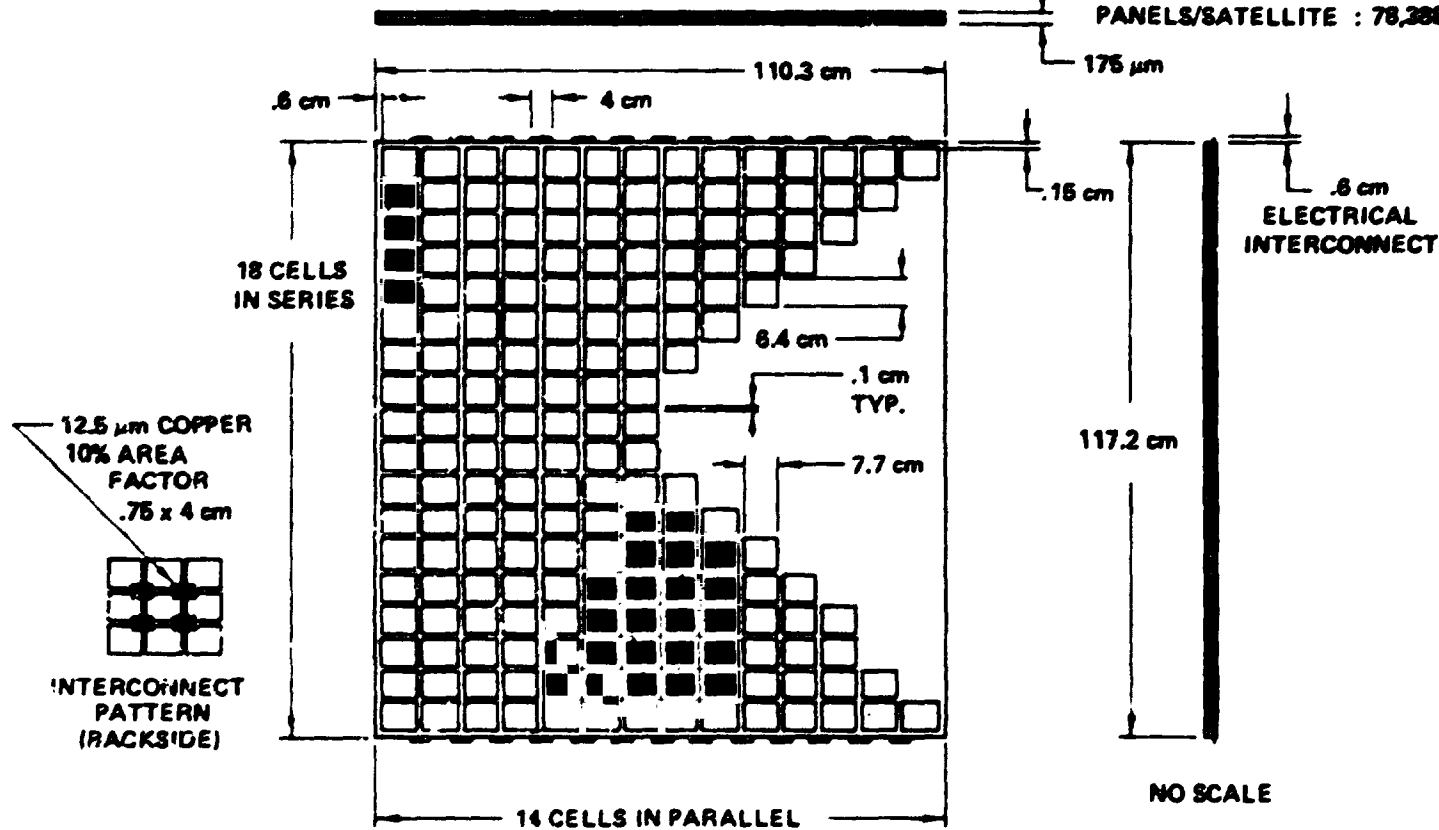 PANELS/SATELLITE : 78,388
175 µm
110.3 cm
.6 cm
4 cm
.15 cm
.6 cm
ELECTRICAL
INTERCONNECT
18 CELLS
IN SERIES
6.4 cm
.1 cm
TYP.
117.2 cm
7.7 cm
12.5 µm COPPER
10% AREA
FACTOR
.75 x 4 cm
INTERCONNECT
PATTERN
(BACKSIDE)
NO SCALE
14 CELLS IN PARALLEL